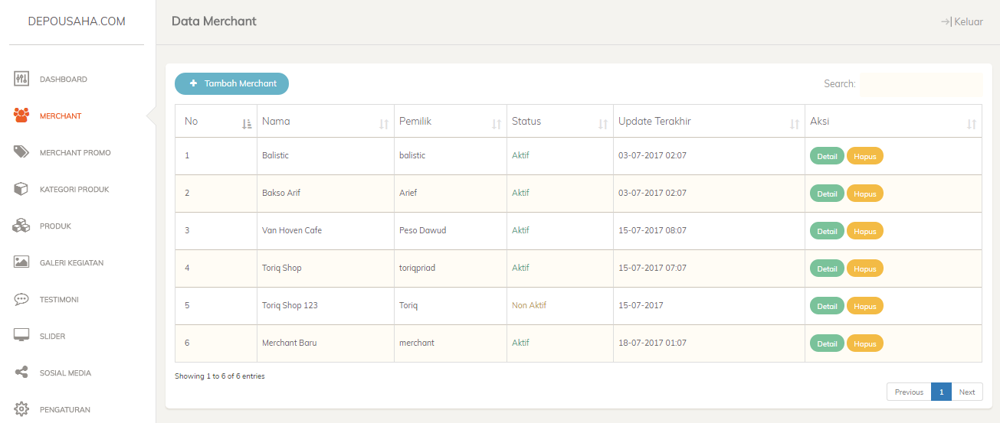 DEPOUSAHA.COM
Data Merchant
Keluar
DASHBOARD
MERCHANT
MERCHANT PROMO
KATEGORI PRODUK
PRODUK
GALERI KEGIATAN
TESTIMONI
SLIDER
SOSIAL MEDIA
PENGATURAN
+ Tambah Merchant
Search:
No Nama Pemilik Status Update Terakhir Aksi
1 Balistic balistic Aktif 03-07-2017 02:07 Detail Hapus
2 Bakso Arif Arief Aktif 03-07-2017 02:07 Detail Hapus
3 Van Hoven Cafe Peso Dawud Aktif 15-07-2017 08:07 Detail Hapus
4 Toriq Shop toriqpriad Aktif 15-07-2017 07:07 Detail Hapus
5 Toriq Shop 123 Toriq Non Aktif 15-07-2017 Detail Hapus
6 Merchant Baru merchant Aktif 18-07-2017 01:07 Detail Hapus
Showing 1 to 6 of 6 entries
Previous 1 Next